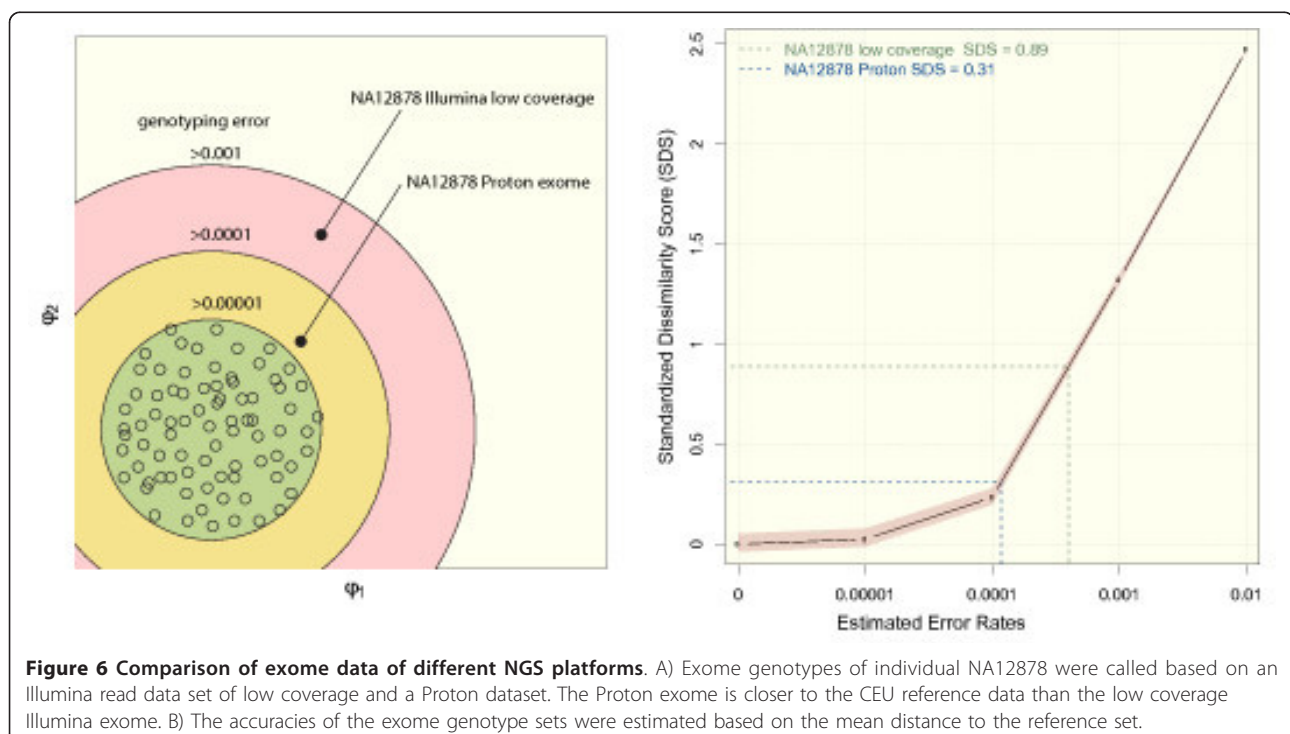 NA12878 Illumina low coverage
genotyping error
>0.001
NA12878 Proton exome
>0.0001
>0.00001
φ2
φ1
NA12878 low coverage SDS = 0.89
NA12878 Proton SDS = 0.31
Standardized Dissimilarity Score (SDS)
2.5
2
1.5
1
0.5
0
0 0.00001 0.0001 0.001 0.01
Estimated Error Rates
Figure 6 Comparison of exome data of different NGS platforms. A) Exome genotypes of individual NA12878 were called based on an
Illumina read data set of low coverage and a Proton dataset. The Proton exome is closer to the CEU reference data than the low coverage
Illumina exome. B) The accuracies of the exome genotype sets were estimated based on the mean distance to the reference set.